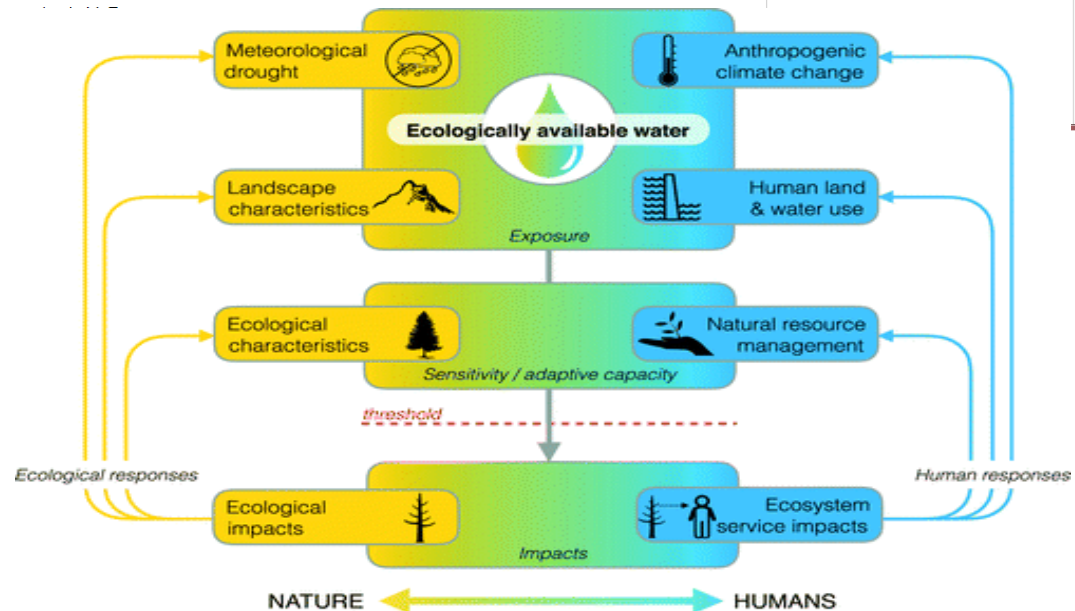 Meteorological
drought
Anthropogenic
climate change
Ecologically available water
Landscape
characteristics
Human land
& water use
Exposure
Ecological
characteristics
Natural resource
management
Sensitivity / adaptive capacity
threshold
Ecological responses
Human responses
Ecological
impacts
Ecosystem
service impacts
Impacts
NATURE
HUMANS